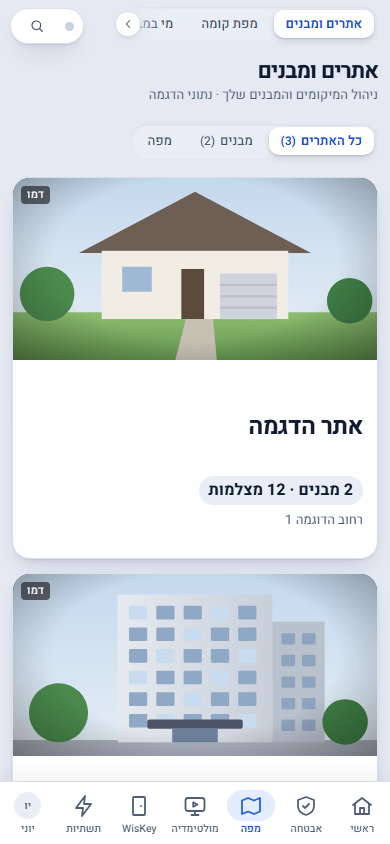 אתרים ומבנים
מפת קומה
מי במ
אתרים ומבנים
ניהול המיקומים והמבנים שלך · נתוני הדגמה
כל האתרים (3)
מבנים (2)
מפה
דמו
אתר הדגמה
2 מבנים · 12 מצלמות
רחוב הדוגמה 1
דמו
ראשי
אבטחה
מפה
מולטימדיה
WisKey
תשתיות
יו
יוני